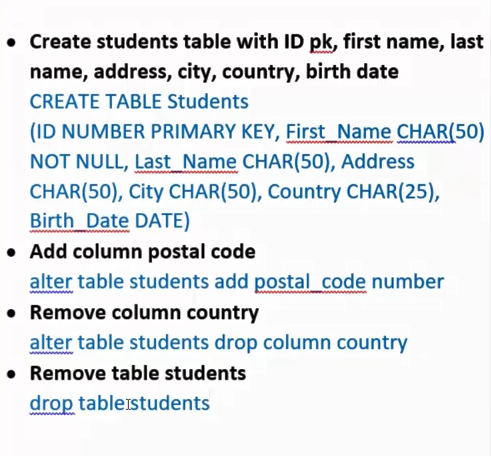 • Create students table with ID pk, first name, last
name, address, city, country, birth date
CREATE TABLE Students
(ID NUMBER PRIMARY KEY, First_Name CHAR(50)
NOT NULL, Last_Name CHAR(50), Address
CHAR(50), City CHAR(50), Country CHAR(25),
Birth_Date DATE)
• Add column postal code
alter table students add postal_code number
• Remove column country
alter table students drop column country
• Remove table students
drop table students